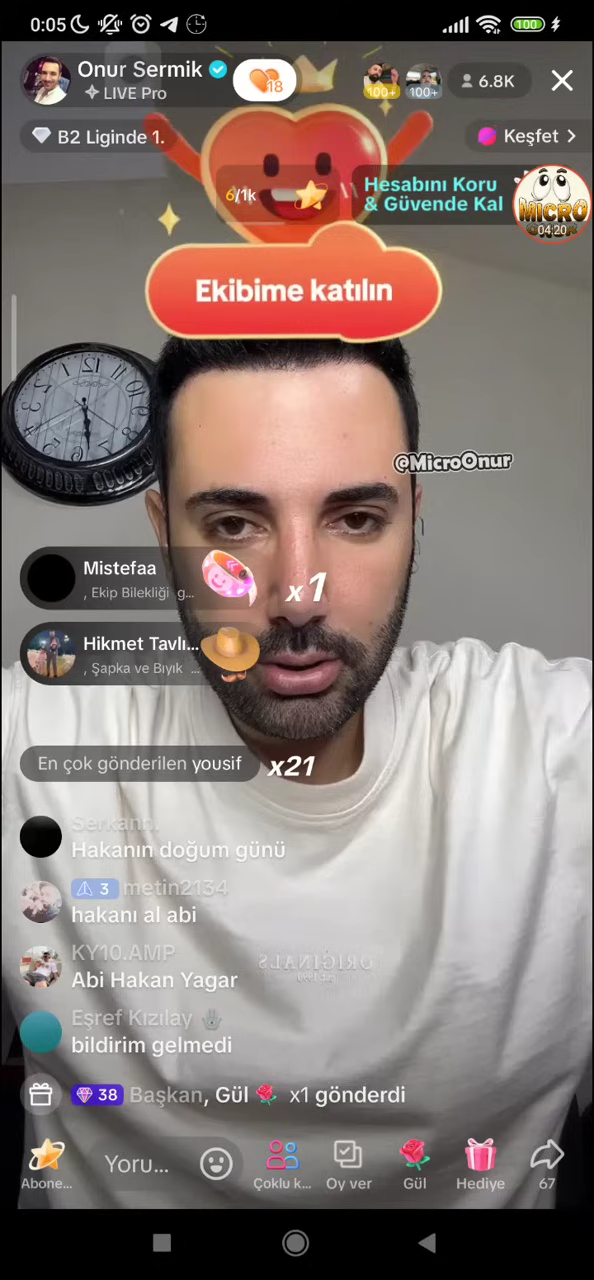 0:05
100
Onur Sermik
LIVE Pro
18
100+
100+
6.8K
B2 Liginde 1.
Keşfet
6/1k
Hesabını Koru
& Güvende Kal
MICRO
04:20
Ekibime katılın
@MicroOnur
Mistefaa
, Ekip Bilekliği g...
x1
Hikmet Tavlı...
, Şapka ve Bıyık ...
En çok gönderilen yousif
x21
Serkann.
Hakanın doğum günü
3 metin2134
hakanı al abi
KY10.AMP
Abi Hakan Yagar
Eşref Kızılay
bildirim gelmedi
38 Başkan, Gül x1 gönderdi
Yoru...
Abone...
Çoklu k...
Oy ver
Gül
Hediye
67
ORIGINALS